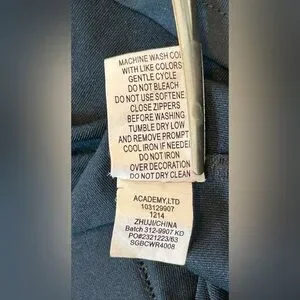 MACHINE WASH COL
WITH LIKE COLORS
GENTLE CYCLE
DO NOT BLEACH
DO NOT USE SOFTENE
CLOSE ZIPPERS
BEFORE WASHING
TUMBLE DRY LOW
AND REMOVE PROMPT
COOL IRON IF NEEDE
DO NOT IRON
OVER DECORATION
DO NOT DRY CLEAN
ACADEMY,LTD
103129907
1214
ZHUJI/CHINA
Batch 312-9907 KD
PO#2321223/63
SGBCWR4008